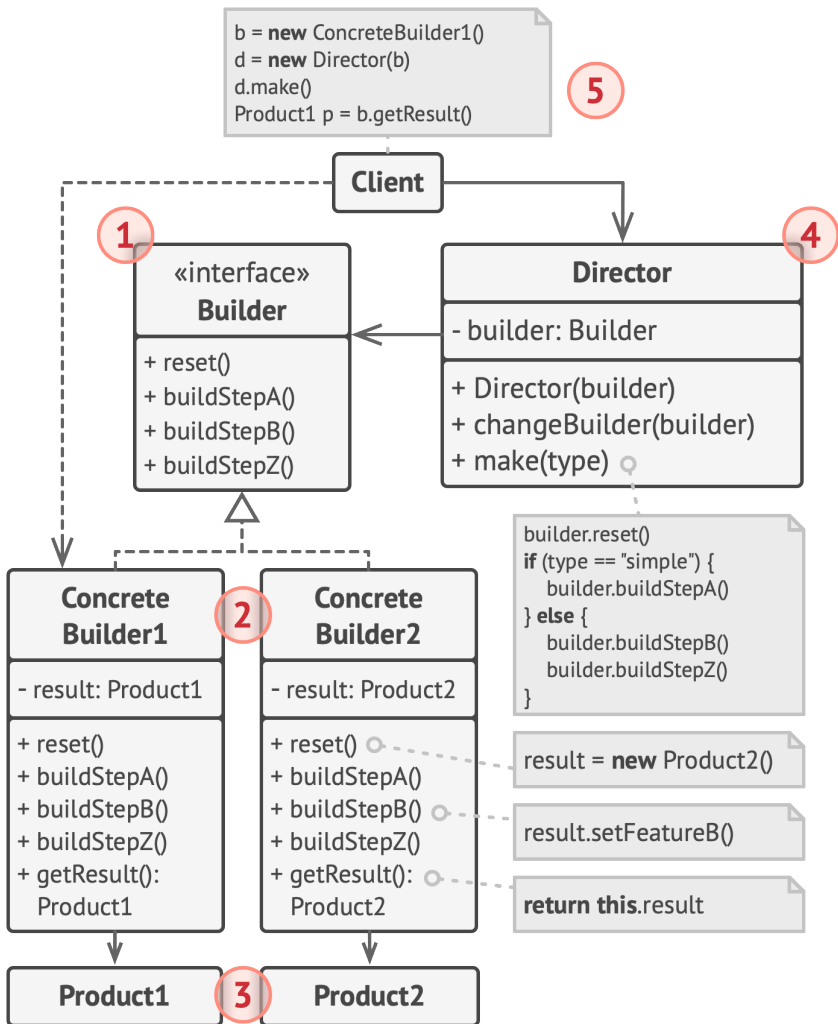 b = new ConcreteBuilder1()
d = new Director(b)
d.make()
Product1 p = b.getResult()
5
Client
1
«interface»
Builder
+ reset()
+ buildStepA()
+ buildStepB()
+ buildStepZ()
4
Director
- builder: Builder
+ Director(builder)
+ changeBuilder(builder)
+ make(type)
builder.reset()
if (type == "simple") {
builder.buildStepA()
} else {
builder.buildStepB()
builder.buildStepZ()
}
Concrete
Builder1
- result: Product1
+ reset()
+ buildStepA()
+ buildStepB()
+ buildStepZ()
+ getResult():
Product1
2
Concrete
Builder2
- result: Product2
+ reset()
+ buildStepA()
+ buildStepB()
+ buildStepZ()
+ getResult():
Product2
result = new Product2()
result.setFeatureB()
return this.result
Product1
3
Product2